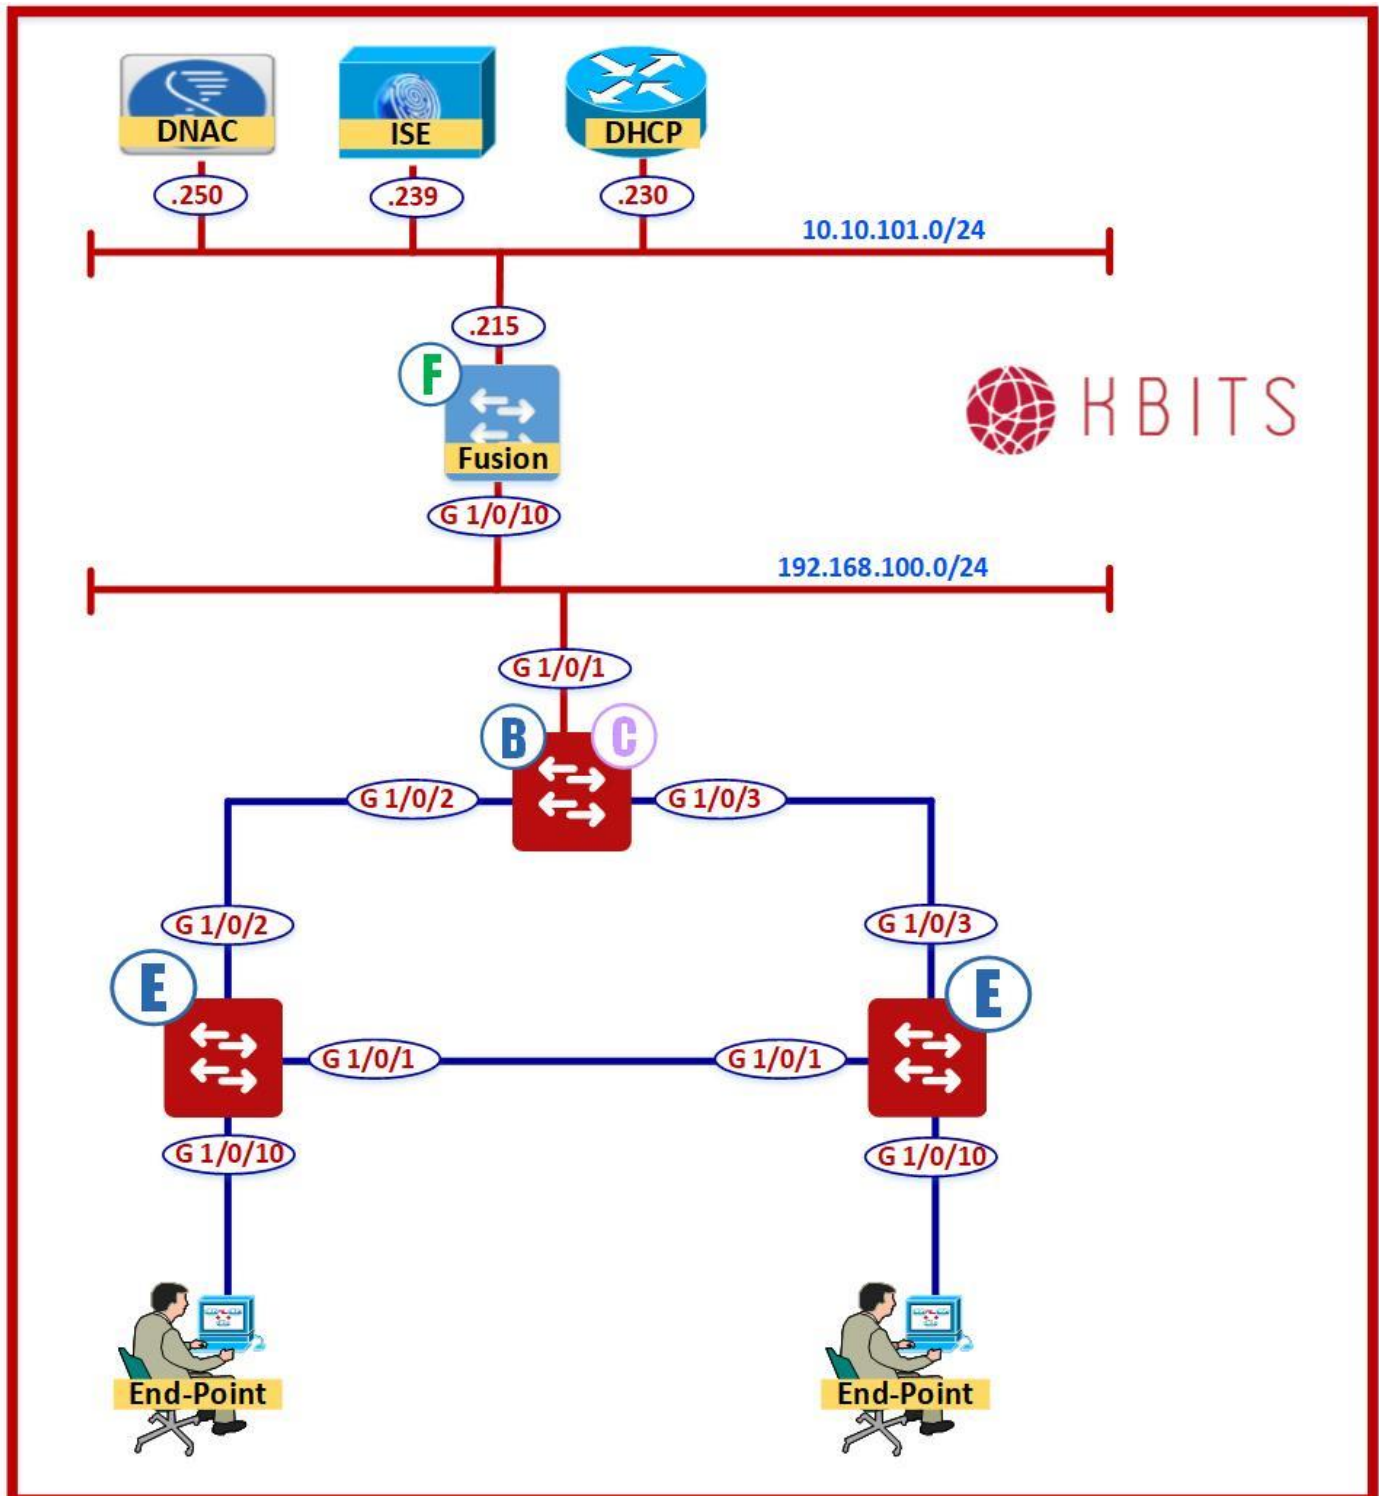 DNAC
ISE
DHCP
.250
.239
.230
10.10.101.0/24
.215
F
Fusion
KBITS
G 1/0/10
192.168.100.0/24
G 1/0/1
B
C
G 1/0/2
G 1/0/3
G 1/0/2
G 1/0/3
E
E
G 1/0/1
G 1/0/1
G 1/0/10
G 1/0/10
End-Point
End-Point